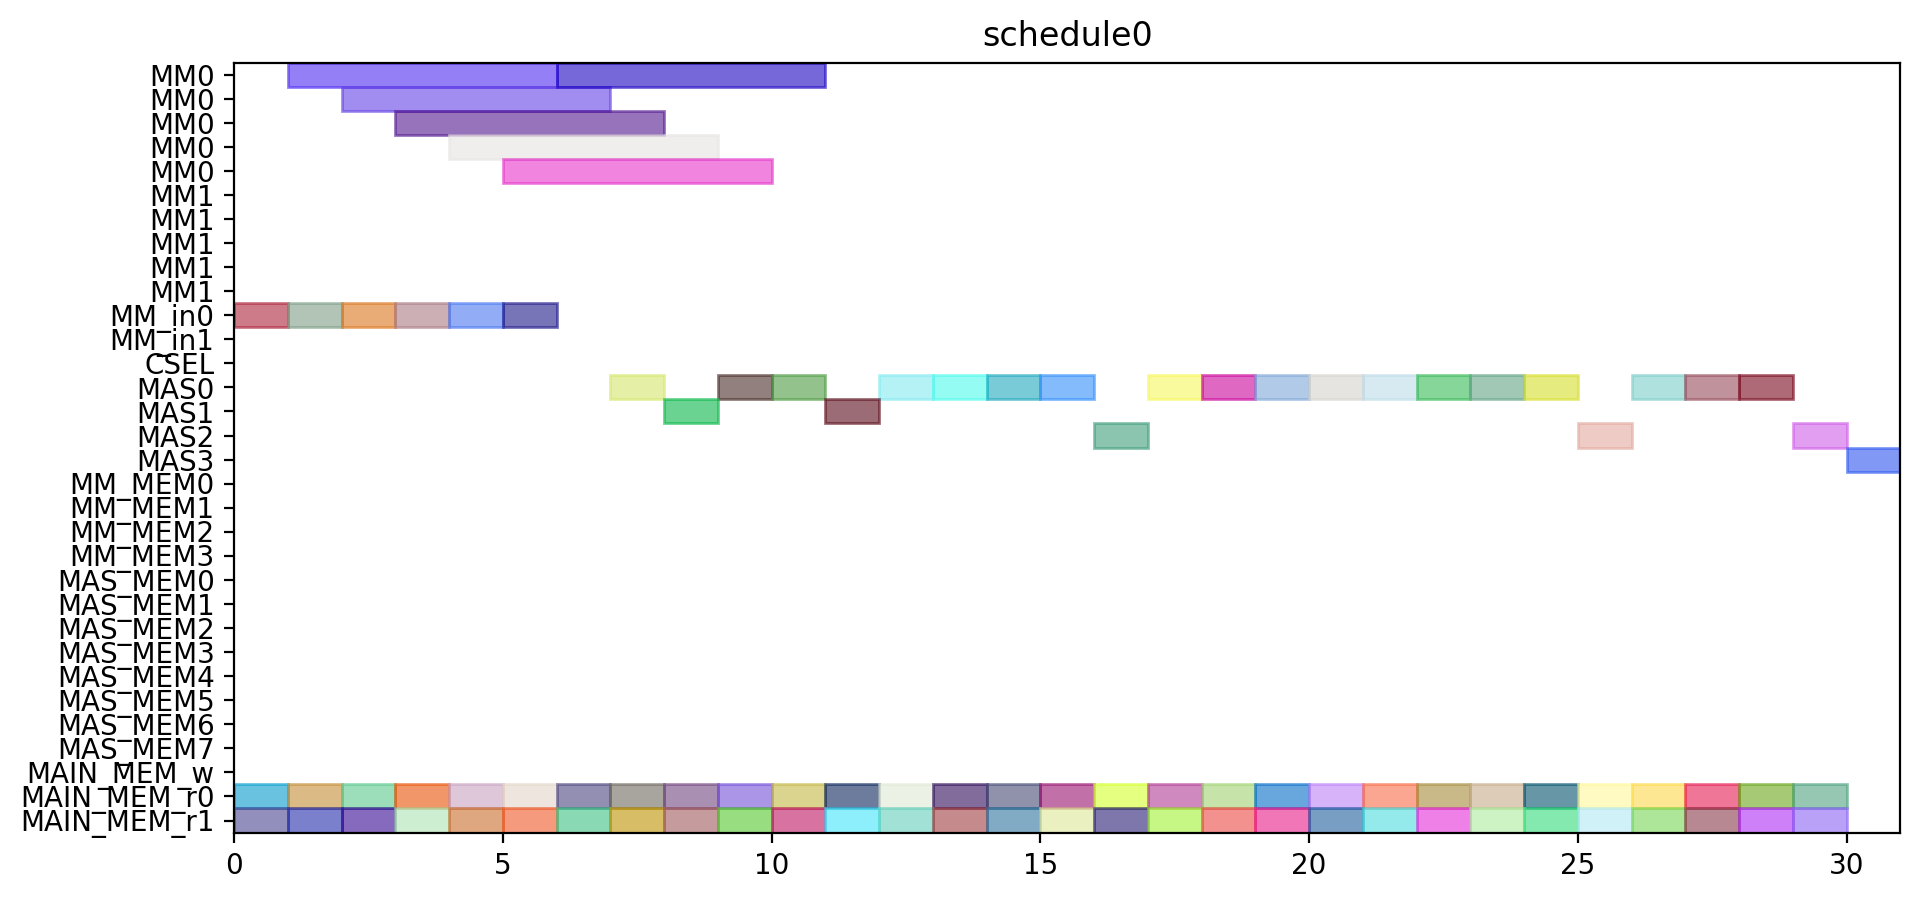 schedule0
MM0
MM0
MM0
MM0
MM0
MM1
MM1
MM1
MM1
MM1
MM_in0
MM_in1
CSEL
MAS0
MAS1
MAS2
MAS3
MM_MEM0
MM_MEM1
MM_MEM2
MM_MEM3
MAS_MEM0
MAS_MEM1
MAS_MEM2
MAS_MEM3
MAS_MEM4
MAS_MEM5
MAS_MEM6
MAS_MEM7
MAIN_MEM_w
MAIN_MEM_r0
MAIN_MEM_r1
0 5 10 15 20 25 30